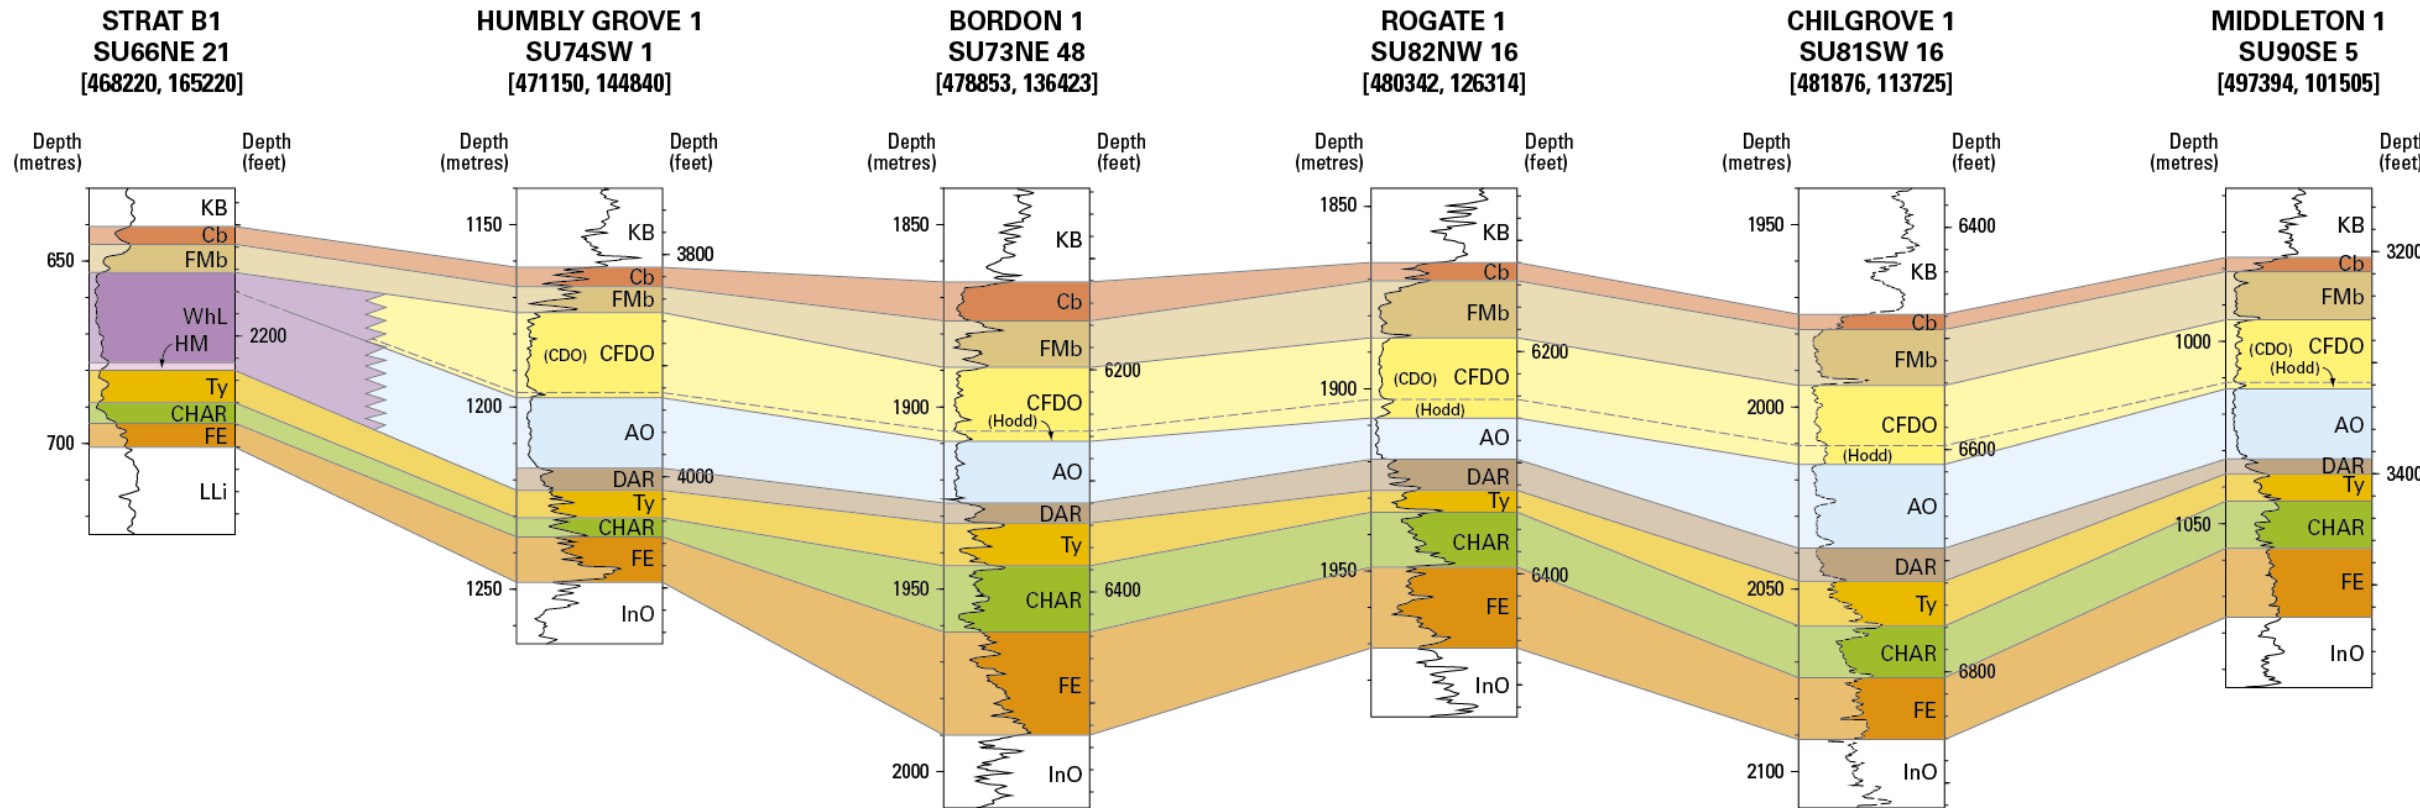 STRAT B1
SU66NE 21
[468220, 165220]
Depth
(metres)
Depth
(feet)
KB
Cb
FMb
650
WhL
2200
HM
Ty
CHAR
FE
700
LLi
HUMBLY GROVE 1
SU74SW 1
[471150, 144840]
Depth
(metres)
Depth
(feet)
1150
KB
3800
Cb
FMb
(CDO) CFDO
1200
AO
DAR
4000
Ty
CHAR
FE
1250
InO
BORDON 1
SU73NE 48
[478853, 136423]
Depth
(metres)
Depth
(feet)
1850
KB
Cb
FMb
6200
CFDO
1900
(Hodd)
AO
DAR
Ty
1950
CHAR
6400
FE
2000
InO
ROGATE 1
SU82NW 16
[480342, 126314]
Depth
(metres)
Depth
(feet)
1850
KB
Cb
FMb
6200
(CDO) CFDO
1900
(Hodd)
AO
DAR
Ty
CHAR
1950
6400
FE
InO
CHILGROVE 1
SU81SW 16
[481876, 113725]
Depth
(metres)
Depth
(feet)
1950
6400
KB
Cb
FMb
2000
CFDO
6600
(Hodd)
AO
DAR
2050
Ty
CHAR
6800
FE
2100
InO
MIDDLETON 1
SU90SE 5
[497394, 101505]
Depth
(metres)
Depth
(feet)
KB
3200
Cb
FMb
1000
(CDO) CFDO
(Hodd)
AO
DAR
3400
Ty
1050
CHAR
FE
InO